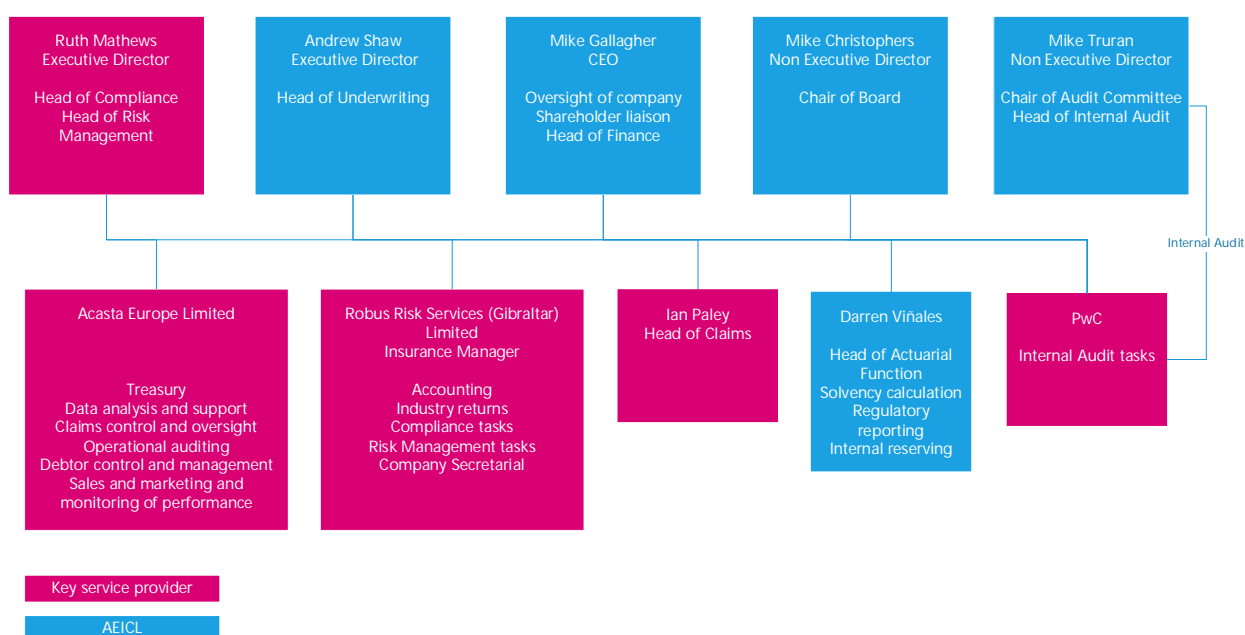 Ruth Mathews
Executive Director
Head of Compliance
Head of Risk
Management
Andrew Shaw
Executive Director
Head of Underwriting
Mike Gallagher
CEO
Oversight of company
Shareholder liaison
Head of Finance
Mike Christophers
Non Executive Director
Chair of Board
Mike Truran
Non Executive Director
Chair of Audit Committee
Head of Internal Audit
Internal Audit
Acasta Europe Limited
Treasury
Data analysis and support
Claims control and oversight
Operational auditing
Debtor control and management
Sales and marketing and
monitoring of performance
Robus Risk Services (Gibraltar)
Limited
Insurance Manager
Accounting
Industry returns
Compliance tasks
Risk Management tasks
Company Secretarial
Ian Paley
Head of Claims
Darren Viñales
Head of Actuarial
Function
Solvency calculation
Regulatory
reporting
Internal reserving
PwC
Internal Audit tasks
Key service provider
AEICL